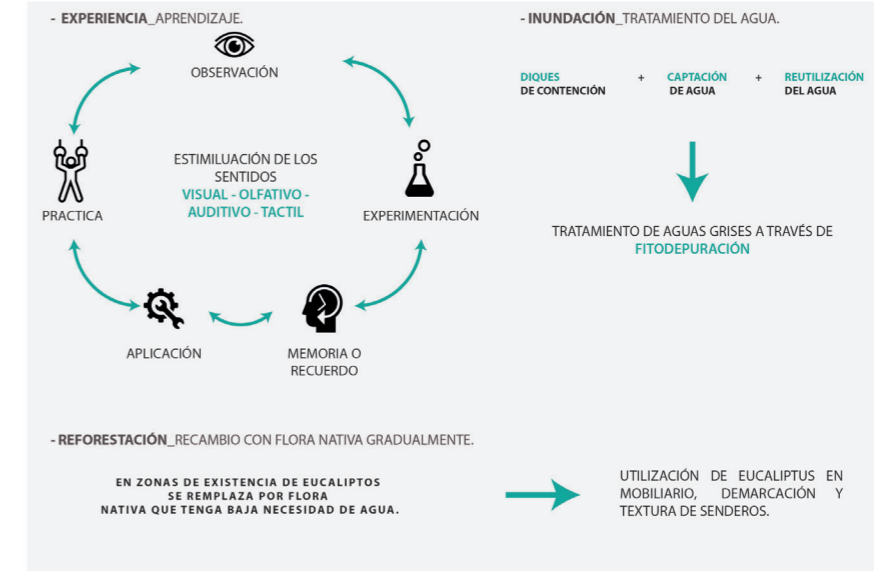 - EXPERIENCIA_APRENDIZAJE.
OBSERVACIÓN
PRACTICA
ESTIMILUACIÓN DE LOS
SENTIDOS
VISUAL - OLFATIVO -
AUDITIVO - TACTIL
EXPERIMENTACIÓN
APLICACIÓN
MEMORIA O
RECUERDO
- INUNDACIÓN_TRATAMIENTO DEL AGUA.
DIQUES
DE CONTENCIÓN
+
CAPTACIÓN
DE AGUA
+
REUTILIZACIÓN
DEL AGUA
TRATAMIENTO DE AGUAS GRISES A TRAVÉS DE
FITODEPURACIÓN
- REFORESTACIÓN_RECAMBIO CON FLORA NATIVA GRADUALMENTE.
EN ZONAS DE EXISTENCIA DE EUCALIPTOS
SE REMPLAZA POR FLORA
NATIVA QUE TENGA BAJA NECESIDAD DE AGUA.
UTILIZACIÓN DE EUCALIPTUS EN
MOBILIARIO, DEMARCACIÓN Y
TEXTURA DE SENDEROS.